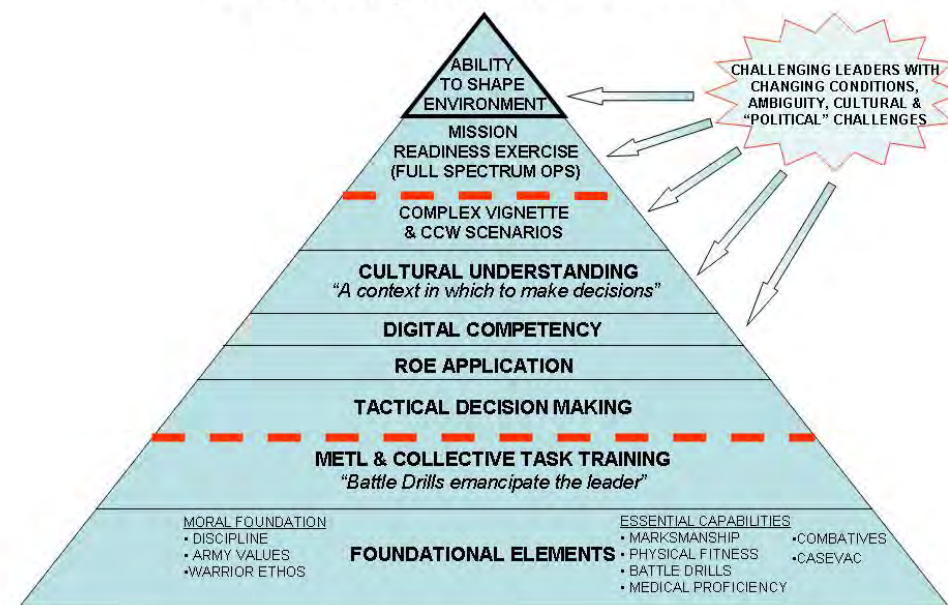 ABILITY
TO SHAPE
ENVIRONMENT
CHALLENGING LEADERS WITH
CHANGING CONDITIONS,
AMBIGUITY, CULTURAL &
“POLITICAL” CHALLENGES
MISSION
READINESS EXERCISE
(FULL SPECTRUM OPS)
COMPLEX VIGNETTE
& CCW SCENARIOS
CULTURAL UNDERSTANDING
“A context in which to make decisions”
DIGITAL COMPETENCY
ROE APPLICATION
TACTICAL DECISION MAKING
METL & COLLECTIVE TASK TRAINING
“Battle Drills emancipate the leader”
MORAL FOUNDATION
• DISCIPLINE
• ARMY VALUES
•WARRIOR ETHOS
FOUNDATIONAL ELEMENTS
ESSENTIAL CAPABILITIES
• MARKSMANSHIP
• PHYSICAL FITNESS
• BATTLE DRILLS
• MEDICAL PROFICIENCY
•COMBATIVES
•CASEVAC